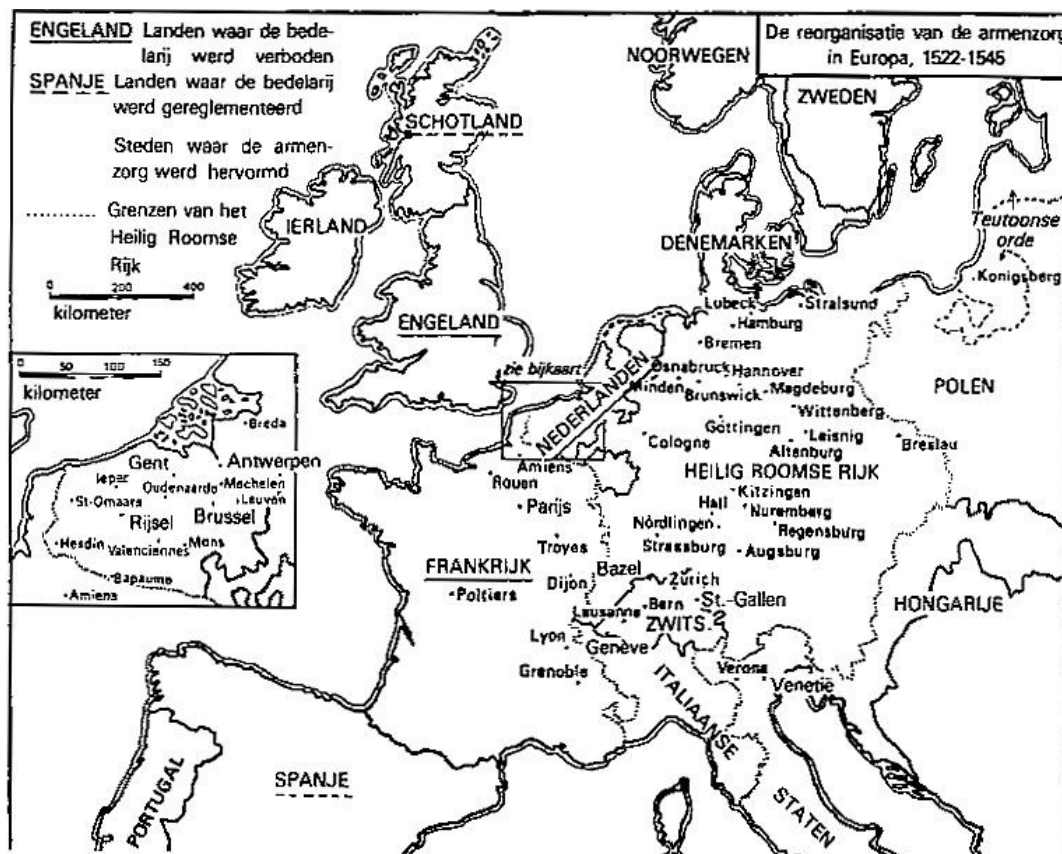 ENGELAND Landen waar de bede-
larij werd verboden
SPANJE Landen waar de bedelarij
werd gereglementeerd
Steden waar de armen-
zorg werd hervormd
Grenzen van het
Heilig Roomse
Rijk
0 200 400
kilometer
De reorganisatie van de armenzorg
in Europa, 1522-1545
NOORWEGEN
ZWEDEN
SCHOTLAND
IERLAND
DENEMARKEN
Teutoonse
orde
Konigsberg
ENGELAND
Lubeck
Stralsund
Hamburg
Bremen
zie bijkaart
NEDERLANDEN
Osnabruck
Hannover
Minden
Brunswick
Magdeburg
POLEN
Wittenberg
Göttingen
Cologne
Leisnig
Altenburg
Breslau
Amiens
Rouen
HEILIG ROOMSE RIJK
Parijs
Kitzingen
Hall
Nuremberg
Nördlingen
Regensburg
Troyes
Strassburg
Augsburg
FRANKRIJK
Bazel
Dijon
Zürich
Poitiers
Bern
St.-Gallen
HONGARIJE
Lausanne
ZWITS.
Lyon
Genève
Grenoble
Verona
Venetië
ITALIAANSE
STATEN
SPANJE
PORTUGAL
0 50 100 150
kilometer
Breda
Gent
Antwerpen
Ieper
Oudenaarde
Mechelen
St-Omaars
Leuven
Rijsel
Brussel
Hesdin
Valenciennes
Mons
Bapaume
Amiens